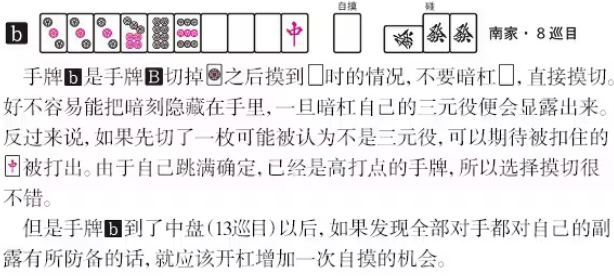 自摸 碰
b 中 發 發 發 南家·8巡目
手牌b是手牌B切掉之后摸到时的情况，不要暗杠，直接摸切。
好不容易能把暗刻隐藏在手里，一旦暗杠自己的三元役便会显露出来。
反过来说，如果先切了一枚可能被认为不是三元役，可以期待被扣住的
中被打出。由于自己跳满确定，已经是高打点的手牌，所以选择摸切很
不错。
但是手牌b到了中盘(13巡目)以后，如果发现全部对手都对自己的副
露有所防备的话，就应该开杠增加一次自摸的机会。